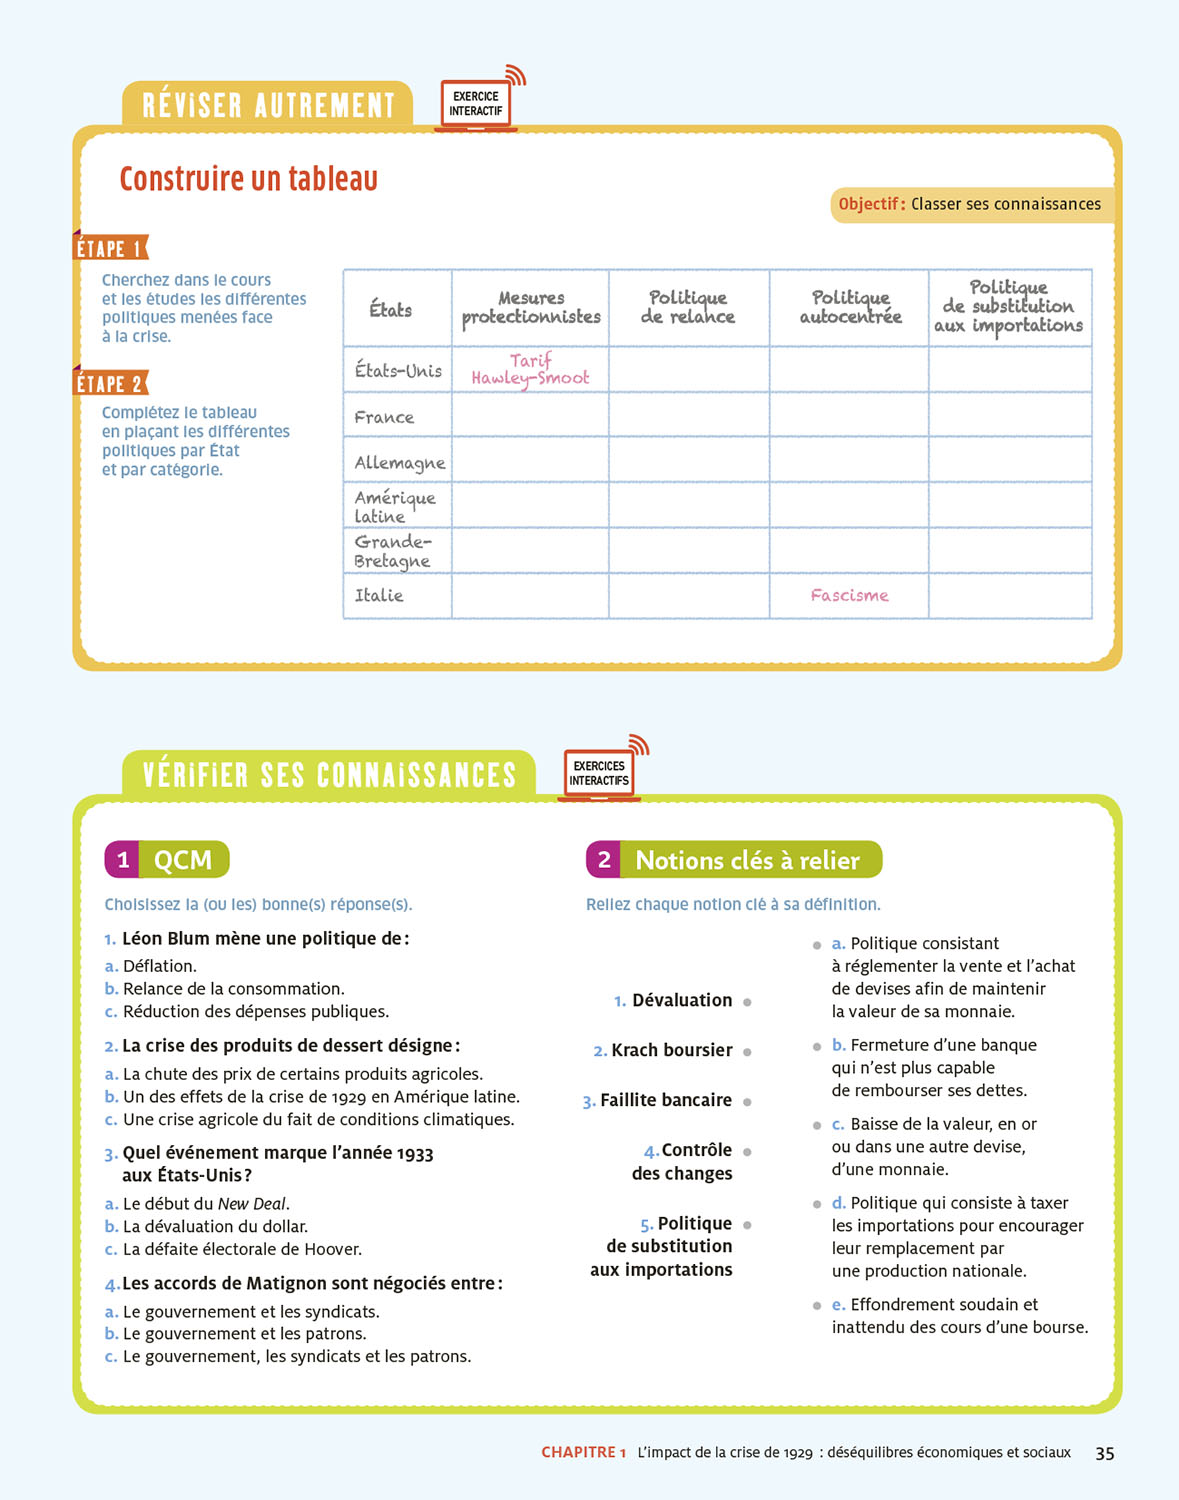 RÉVISER AUTREMENT
EXERCICE
INTERACTIF
Construire un tableau
Objectif : Classer ses connaissances
ÉTAPE 1
Cherchez dans le cours
et les études les différentes
politiques menées face
à la crise.
ÉTAPE 2
Complétez le tableau
en plaçant les différentes
politiques par État
et par catégorie.
États
Mesures
protectionnistes
Politique
de relance
Politique
autocentrée
Politique
de substitution
aux importations
États-Unis
Tarif
Hawley-Smoot
France
Allemagne
Amérique
latine
Grande-
Bretagne
Italie
Fascisme
VÉRIFIER SES CONNAISSANCES
EXERCICES
INTERACTIFS
1 QCM
Choisissez la (ou les) bonne(s) réponse(s).
1. Léon Blum mène une politique de :
a. Déflation.
b. Relance de la consommation.
c. Réduction des dépenses publiques.
2. La crise des produits de dessert désigne :
a. La chute des prix de certains produits agricoles.
b. Un des effets de la crise de 1929 en Amérique latine.
c. Une crise agricole du fait de conditions climatiques.
3. Quel événement marque l'année 1933
aux États-Unis ?
a. Le début du New Deal.
b. La dévaluation du dollar.
c. La défaite électorale de Hoover.
4. Les accords de Matignon sont négociés entre :
a. Le gouvernement et les syndicats.
b. Le gouvernement et les patrons.
c. Le gouvernement, les syndicats et les patrons.
2 Notions clés à relier
Reliez chaque notion clé à sa définition.
1. Dévaluation
2. Krach boursier
3. Faillite bancaire
4. Contrôle
des changes
5. Politique
de substitution
aux importations
a. Politique consistant
à réglementer la vente et l'achat
de devises afin de maintenir
la valeur de sa monnaie.
b. Fermeture d'une banque
qui n'est plus capable
de rembourser ses dettes.
c. Baisse de la valeur, en or
ou dans une autre devise,
d'une monnaie.
d. Politique qui consiste à taxer
les importations pour encourager
leur remplacement par
une production nationale.
e. Effondrement soudain et
inattendu des cours d'une bourse.
CHAPITRE 1 L'impact de la crise de 1929 : déséquilibres économiques et sociaux 35